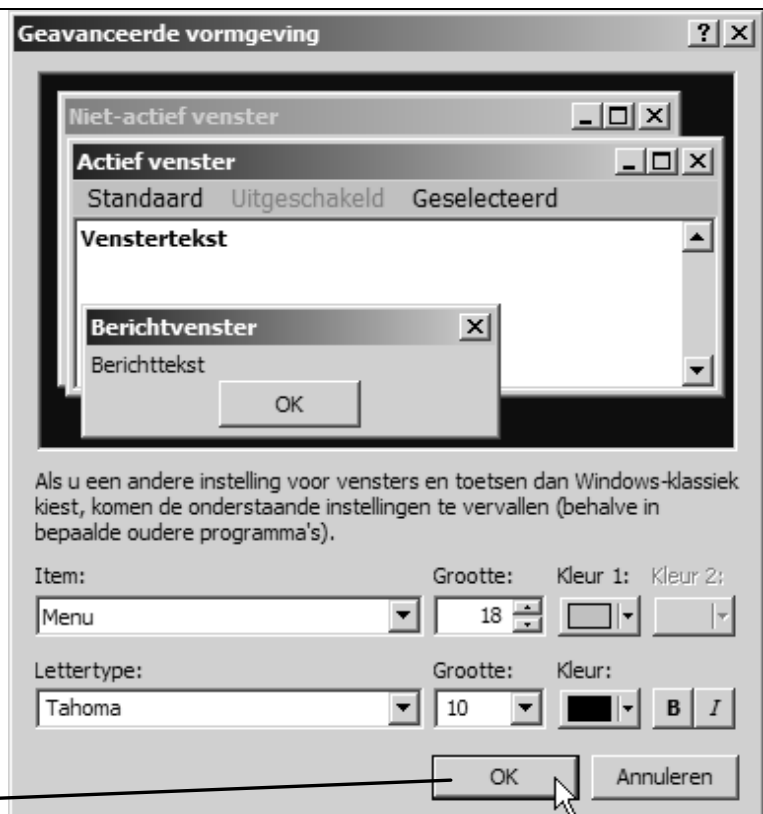 Geavanceerde vormgeving
Niet-actief venster
Actief venster
Standaard Uitgeschakeld Geselecteerd
Venstertekst
Berichtvenster
Berichttekst
OK
Als u een andere instelling voor vensters en toetsen dan Windows-klassiek
kiest, komen de onderstaande instellingen te vervallen (behalve in
bepaalde oudere programma's).
Item: Grootte: Kleur 1: Kleur 2:
Menu 18
Lettertype: Grootte: Kleur:
Tahoma 10 B I
OK Annuleren